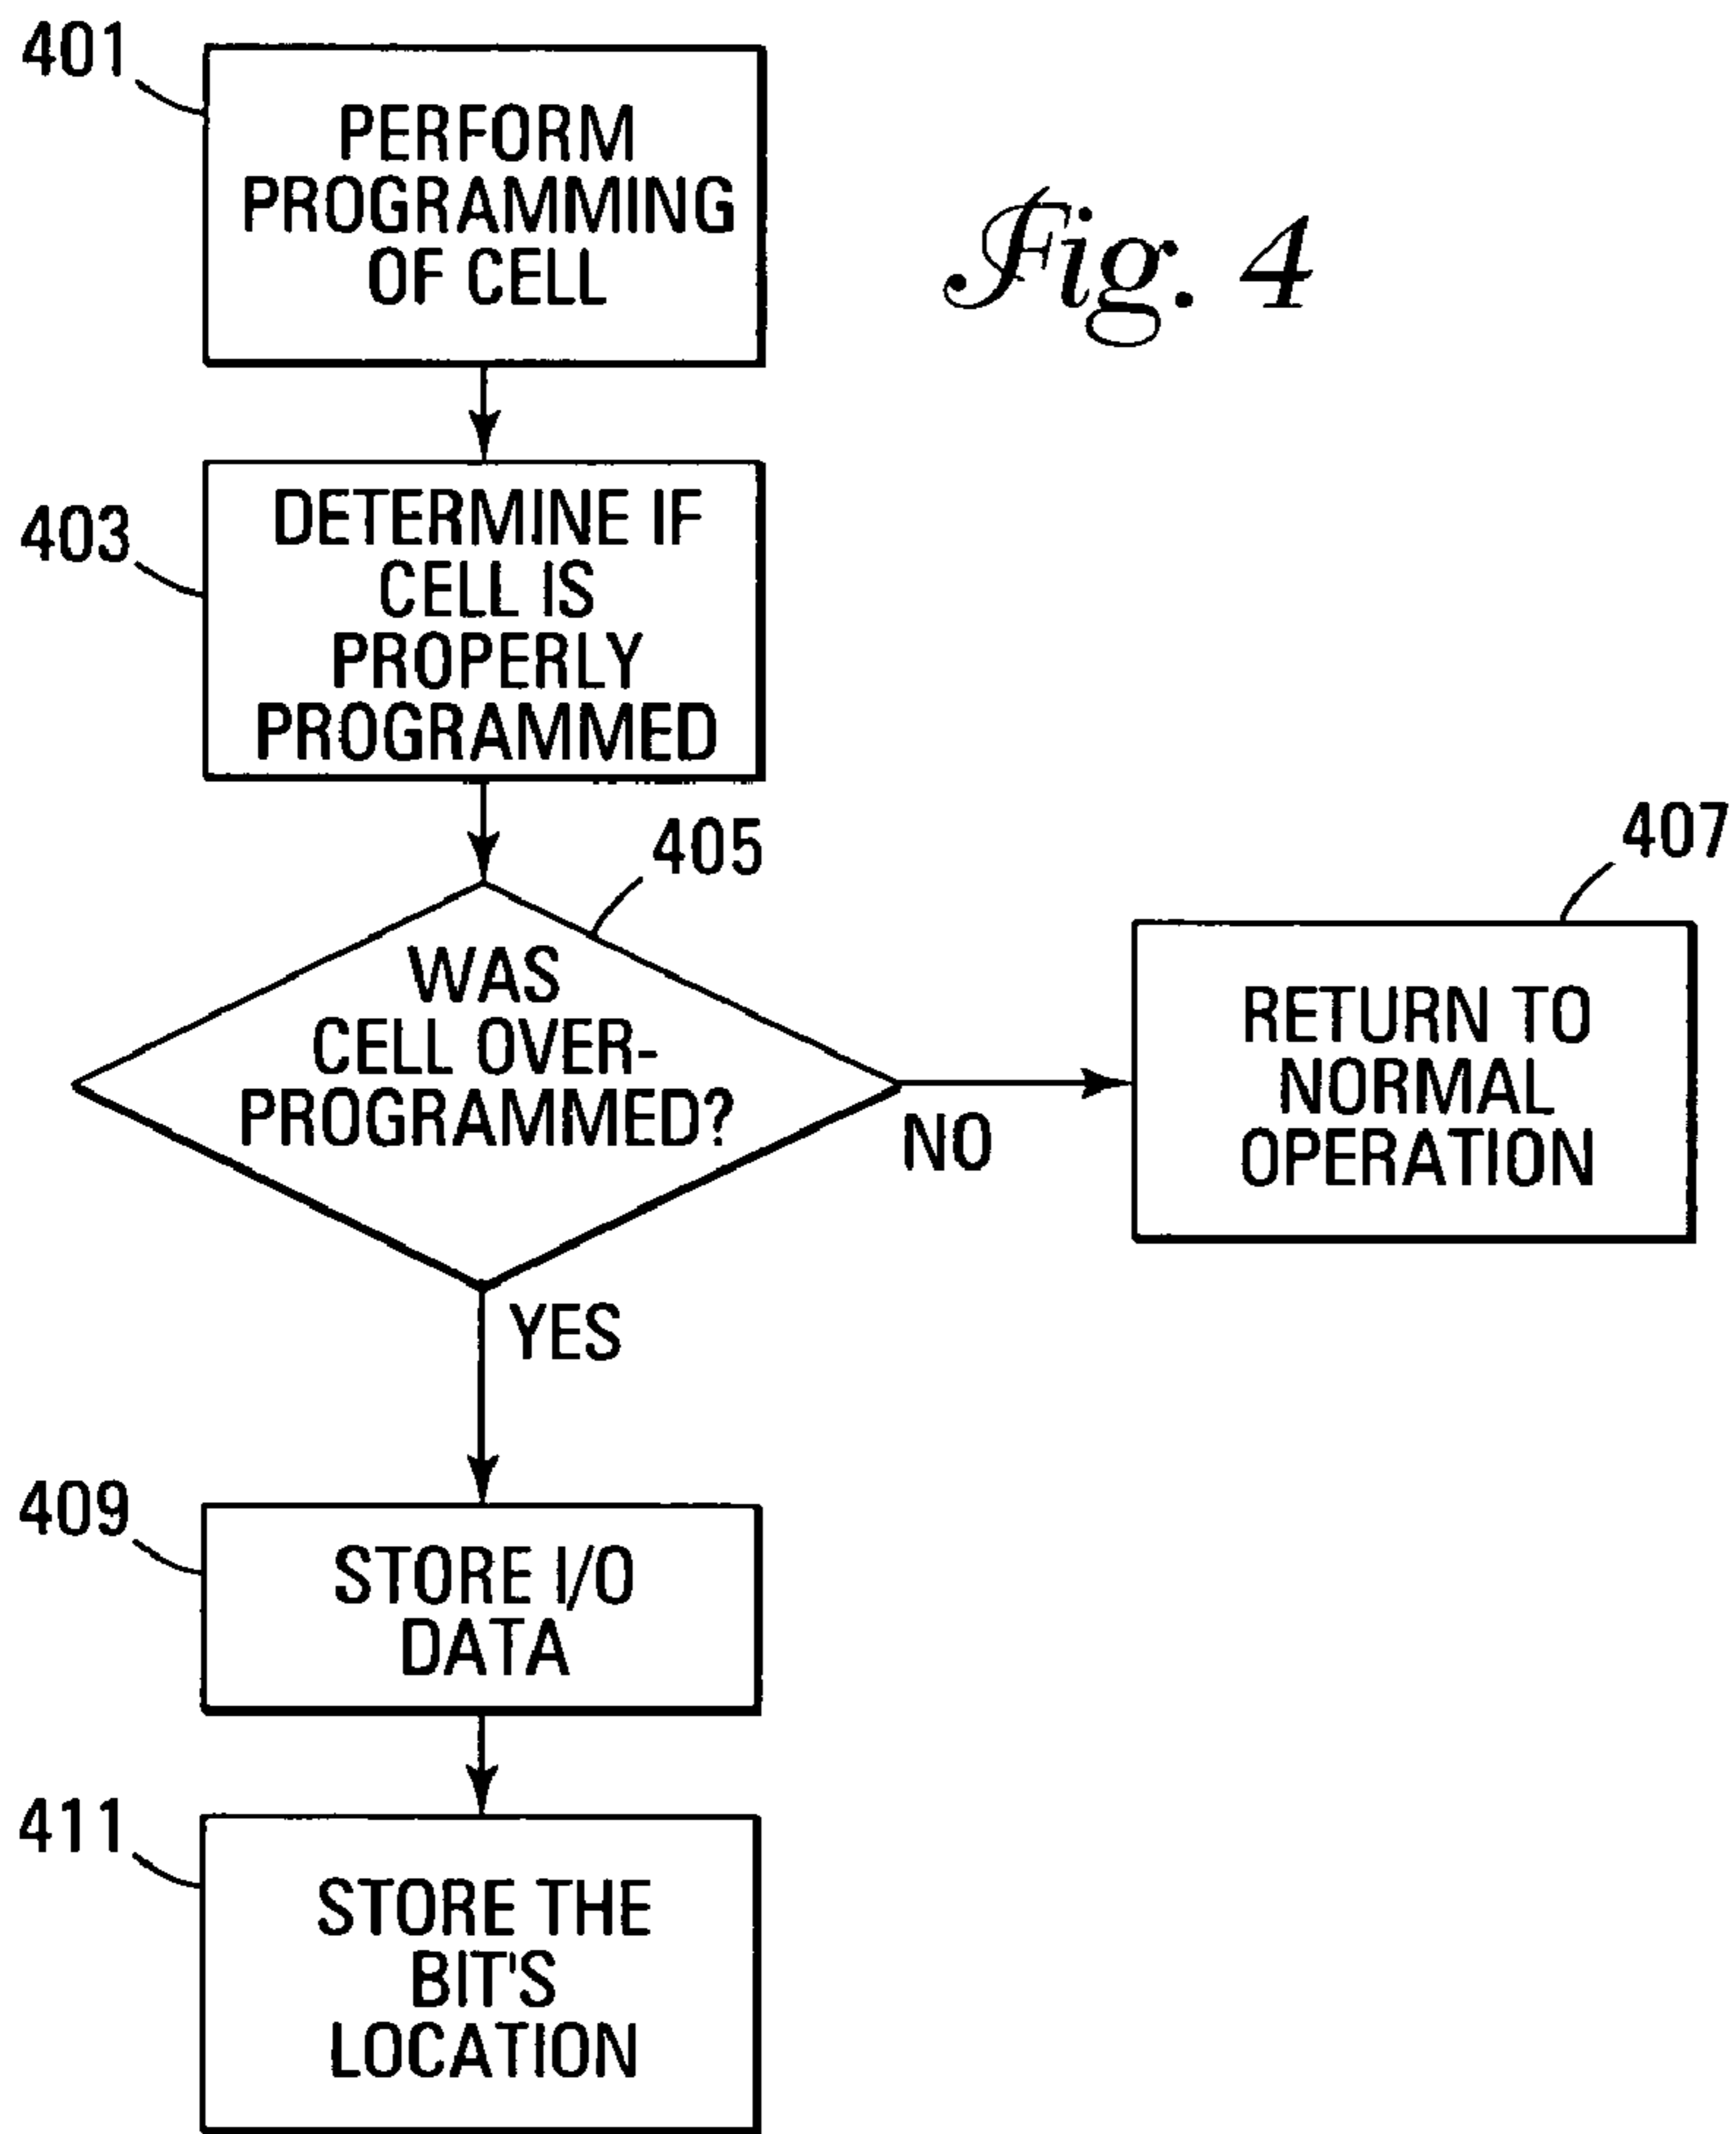 401
PERFORM
PROGRAMMING
OF CELL
Fig. 4
403
DETERMINE IF
CELL IS
PROPERLY
PROGRAMMED
405
WAS
CELL OVER-
PROGRAMMED?
NO
407
RETURN TO
NORMAL
OPERATION
YES
409
STORE I/O
DATA
411
STORE THE
BIT'S
LOCATION